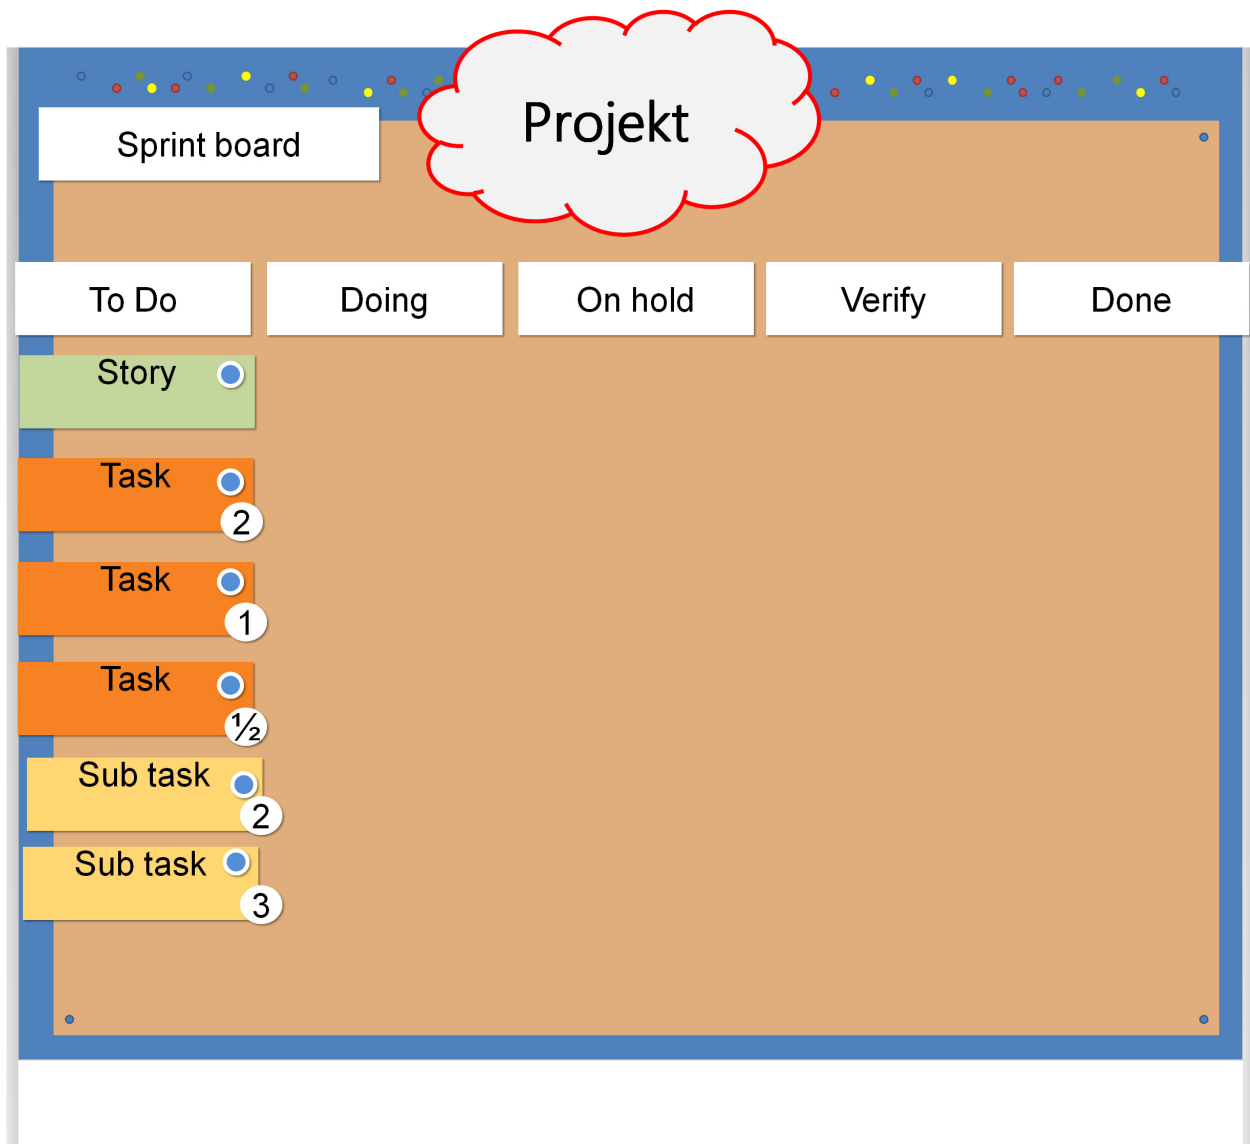 Projekt
Sprint board
To Do
Doing
On hold
Verify
Done
Story
Task
2
Task
1
Task
½
Sub task
2
Sub task
3